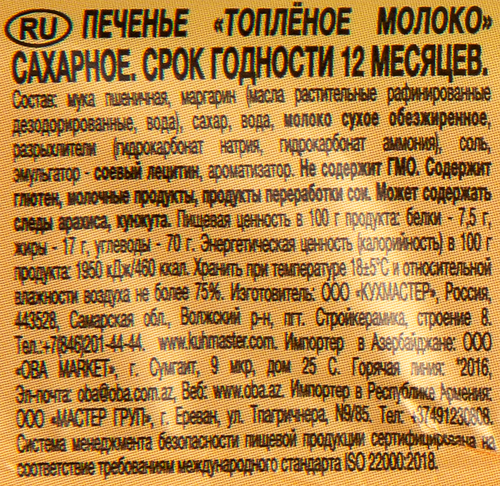 RU ПЕЧЕНЬЕ «ТОПЛЁНОЕ МОЛОКО»
САХАРНОЕ. СРОК ГОДНОСТИ 12 МЕСЯЦЕВ.
Состав: мука пшеничная, маргарин (масла растительные рафинированные
дезодорированные, вода), сахар, вода, молоко сухое обезжиренное,
разрыхлители (гидрокарбонат натрия, гидрокарбонат аммония), соль,
эмульгатор - соевый лецитин, ароматизатор. Не содержит ГМО. Содержит
глютен, молочные продукты, продукты переработки сои. Может содержать
следы арахиса, кунжута. Пищевая ценность в 100 г продукта: белки - 7,5 г,
жиры - 17 г, углеводы - 70 г. Энергетическая ценность (калорийность) в 100 г
продукта: 1950 кДж/460 ккал. Хранить при температуре 18±5°С и относительной
влажности воздуха не более 75%. Изготовитель: ООО «КУХМАСТЕР», Россия,
443528, Самарская обл., Волжский р-н, пгт. Стройкерамика, строение 8.
Тел.:+7(846)201-44-44. www.kuhmaster.com. Импортер в Азербайджане: ООО
«OBA MARKET», г. Сумгаит, 9 мкр, дом 25 С. Горячая линия: *2016,
Эл-почта: oba@oba.com.az, Веб: www.oba.az. Импортер в Республике Армения:
ООО «МАСТЕР ГРУП», г. Ереван, ул. Тпагричнера, N9/85. Тел: +37491230808.
Система менеджмента безопасности пищевой продукции сертифицирована на
соответствие требованиям международного стандарта ISO 22000:2018.